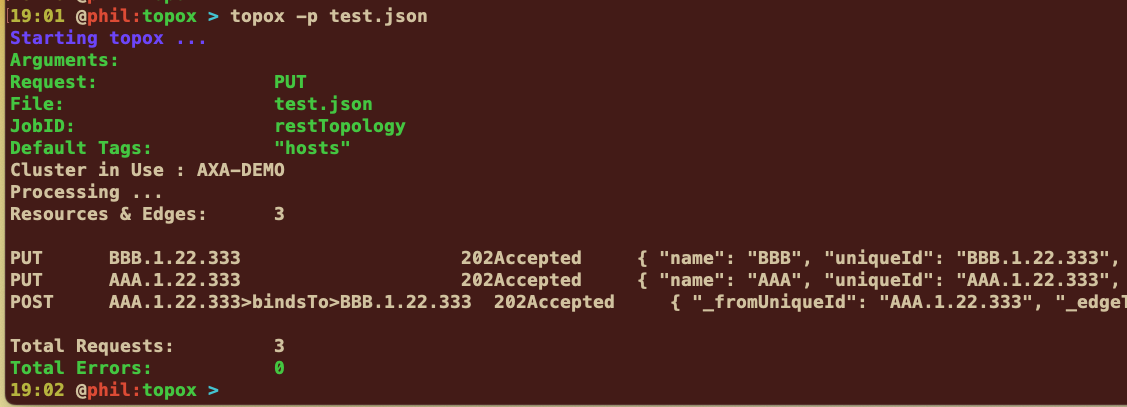 19:01 @phil:topox > topox -p test.json
Starting topox ...
Arguments:
Request: PUT
File: test.json
JobID: restTopology
Default Tags: "hosts"
Cluster in Use : AXA-DEMO
Processing ...
Resources & Edges: 3
PUT BBB.1.22.333 202Accepted { "name": "BBB", "uniqueId": "BBB.1.22.333",
PUT AAA.1.22.333 202Accepted { "name": "AAA", "uniqueId": "AAA.1.22.333",
POST AAA.1.22.333>bindsTo>BBB.1.22.333 202Accepted { "_fromUniqueId": "AAA.1.22.333", "_edgeT
Total Requests: 3
Total Errors: 0
19:02 @phil:topox >